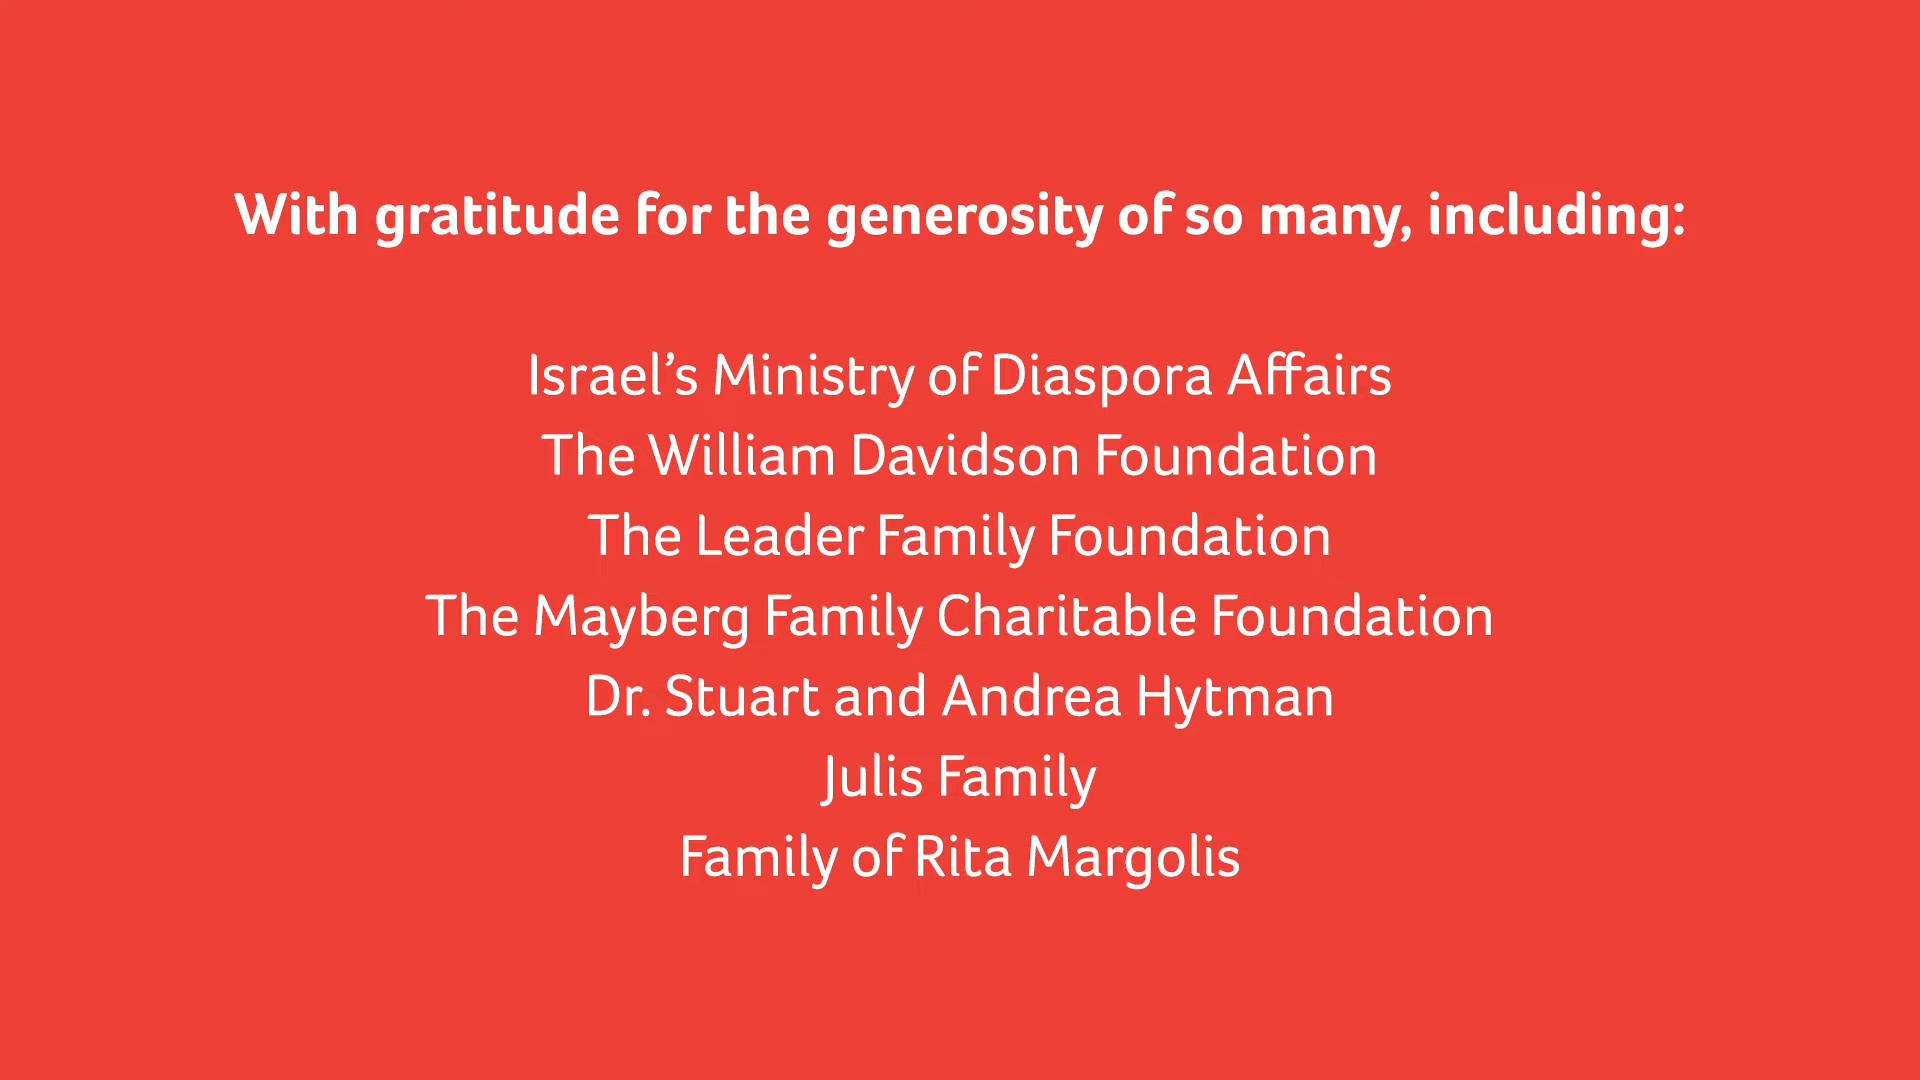 With gratitude for the generosity of so many, including:
Israel’s Ministry of Diaspora Affairs
The William Davidson Foundation
The Leader Family Foundation
The Mayberg Family Charitable Foundation
Dr. Stuart and Andrea Hytman
Julis Family
Family of Rita Margolis